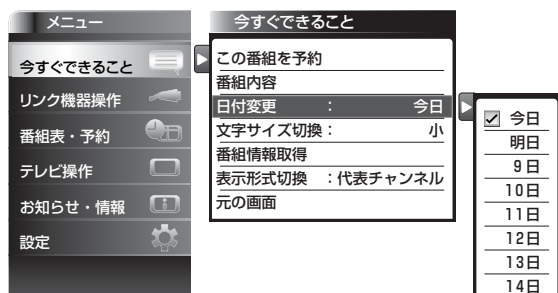 メニュー
今すぐできること
リンク機器操作
番組表・予約
テレビ操作
お知らせ・情報
設定
今すぐできること
この番組を予約
番組内容
日付変更 : 今日
文字サイズ切換 : 小
番組情報取得
表示形式切換 : 代表チャンネル
元の画面
今日
明日
9日
10日
11日
12日
13日
14日